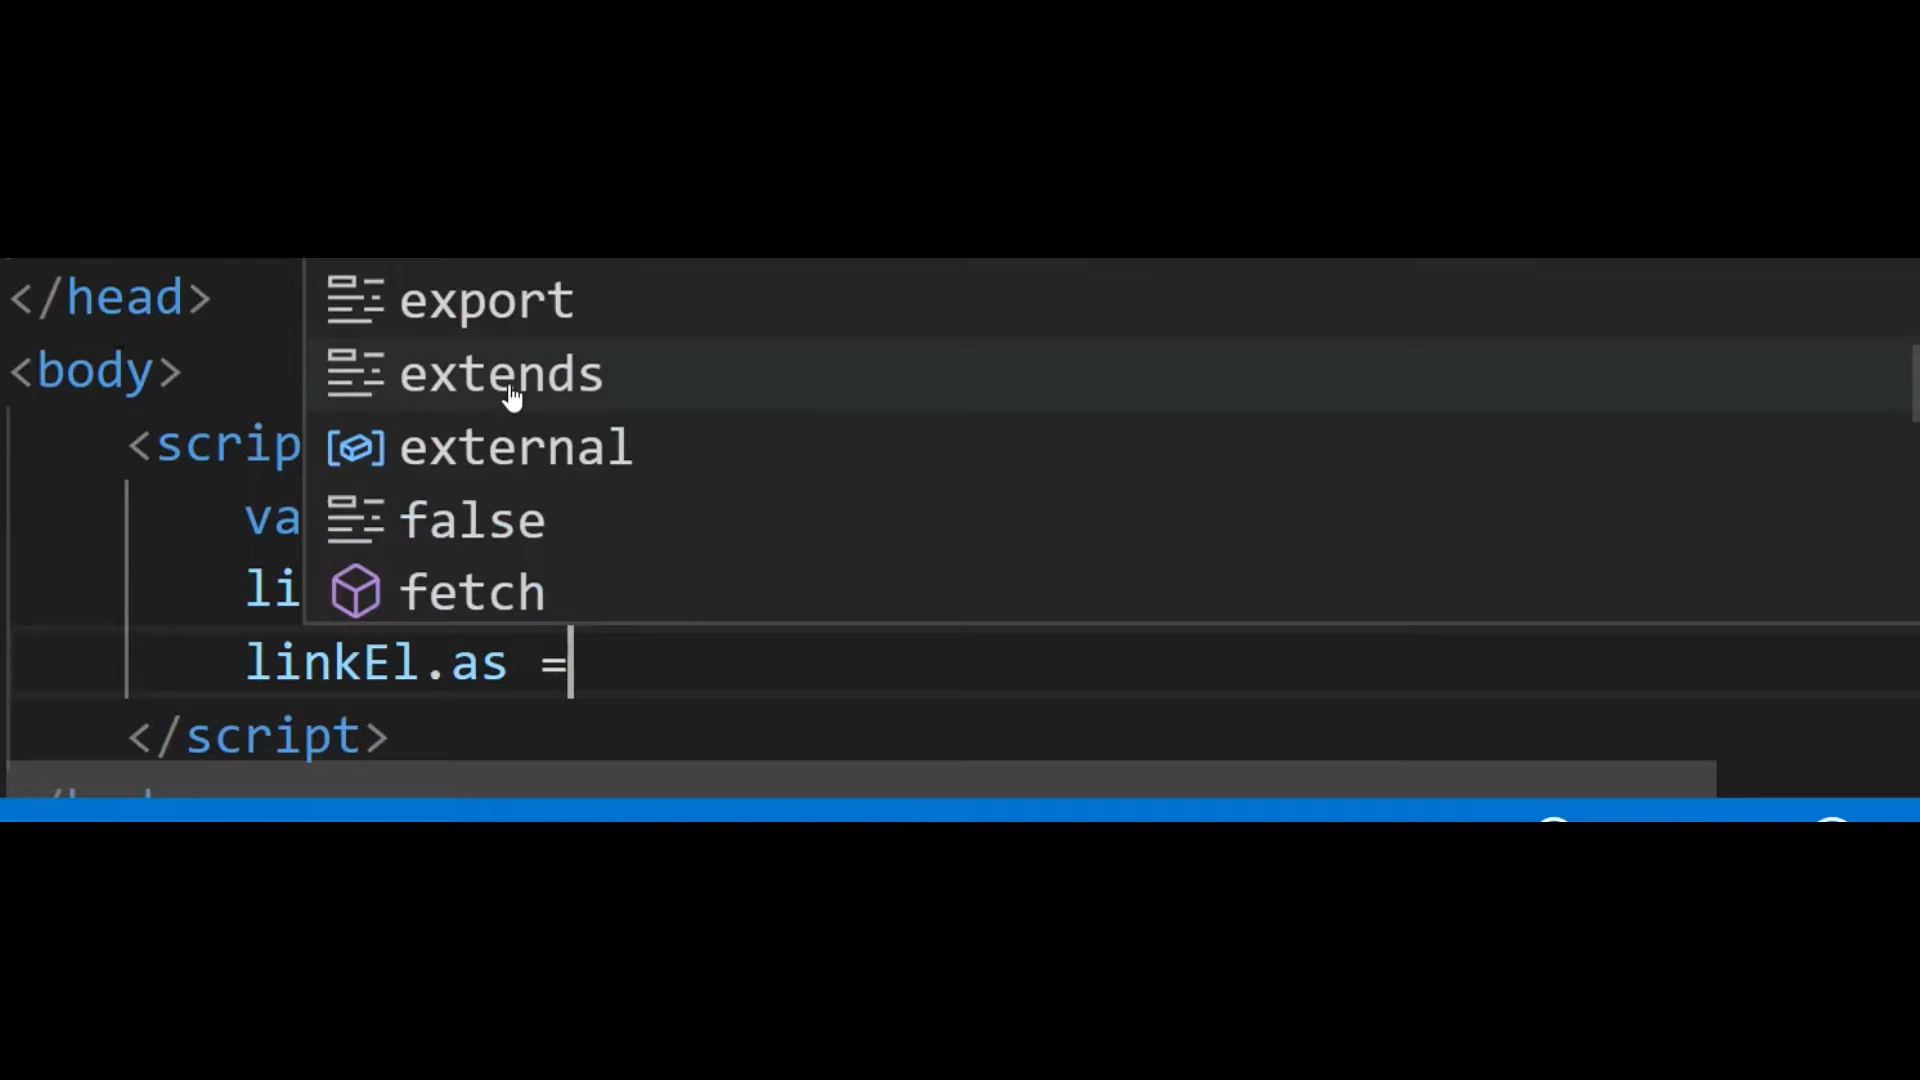 </head>
export
<body>
extends
<scrip
external
va
false
li
fetch
linkEl.as =
</script>